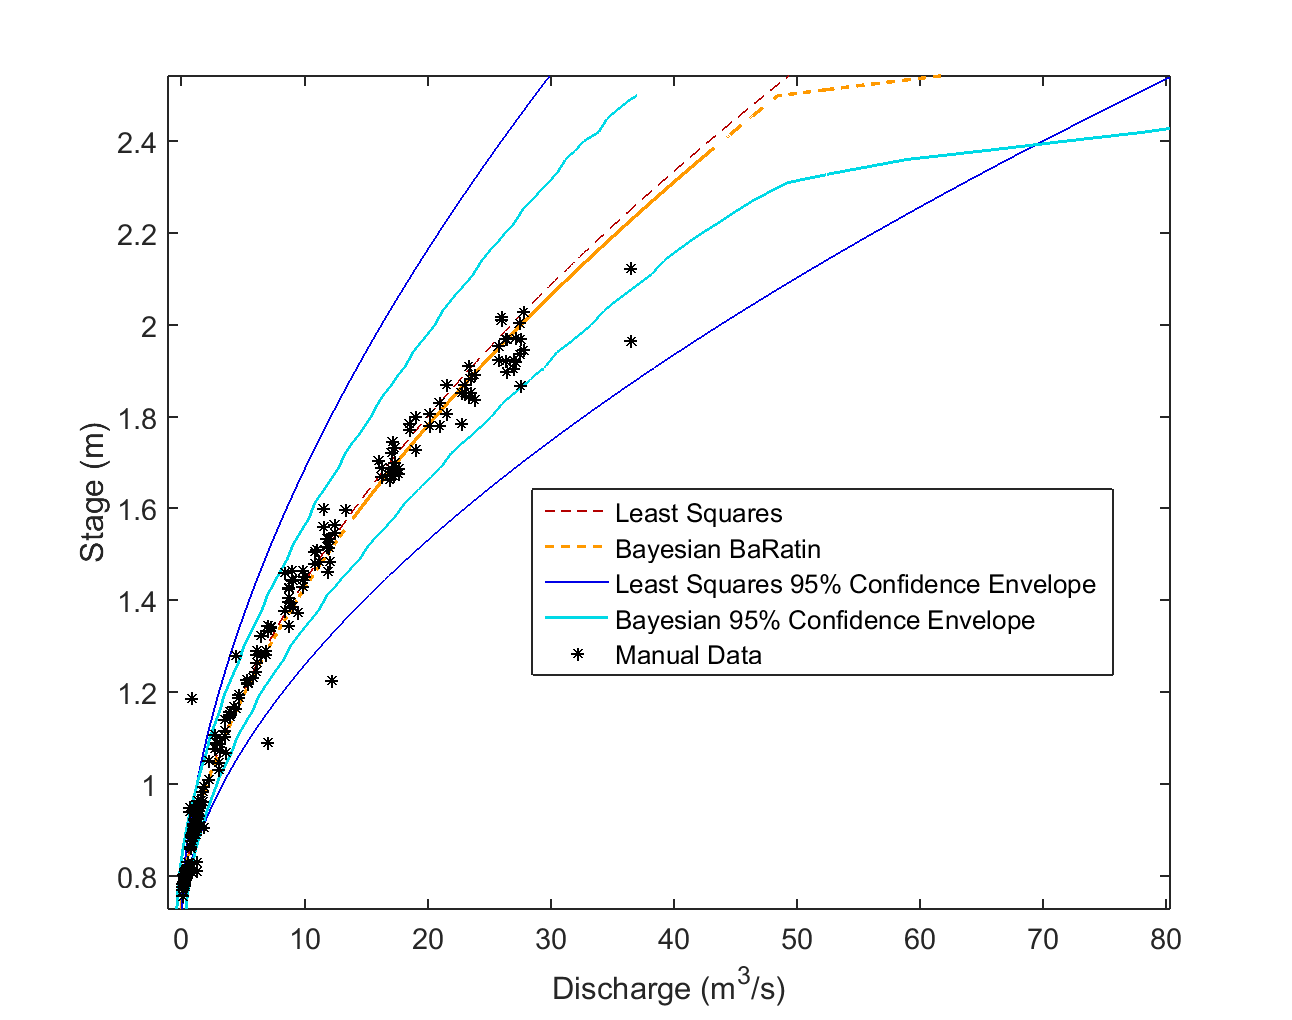 2.4
2.2
2
1.8
1.6
1.4
1.2
1
0.8
Stage (m)
Least Squares
Bayesian BaRatin
Least Squares 95% Confidence Envelope
Bayesian 95% Confidence Envelope
Manual Data
0 10 20 30 40 50 60 70 80
Discharge (m³/s)